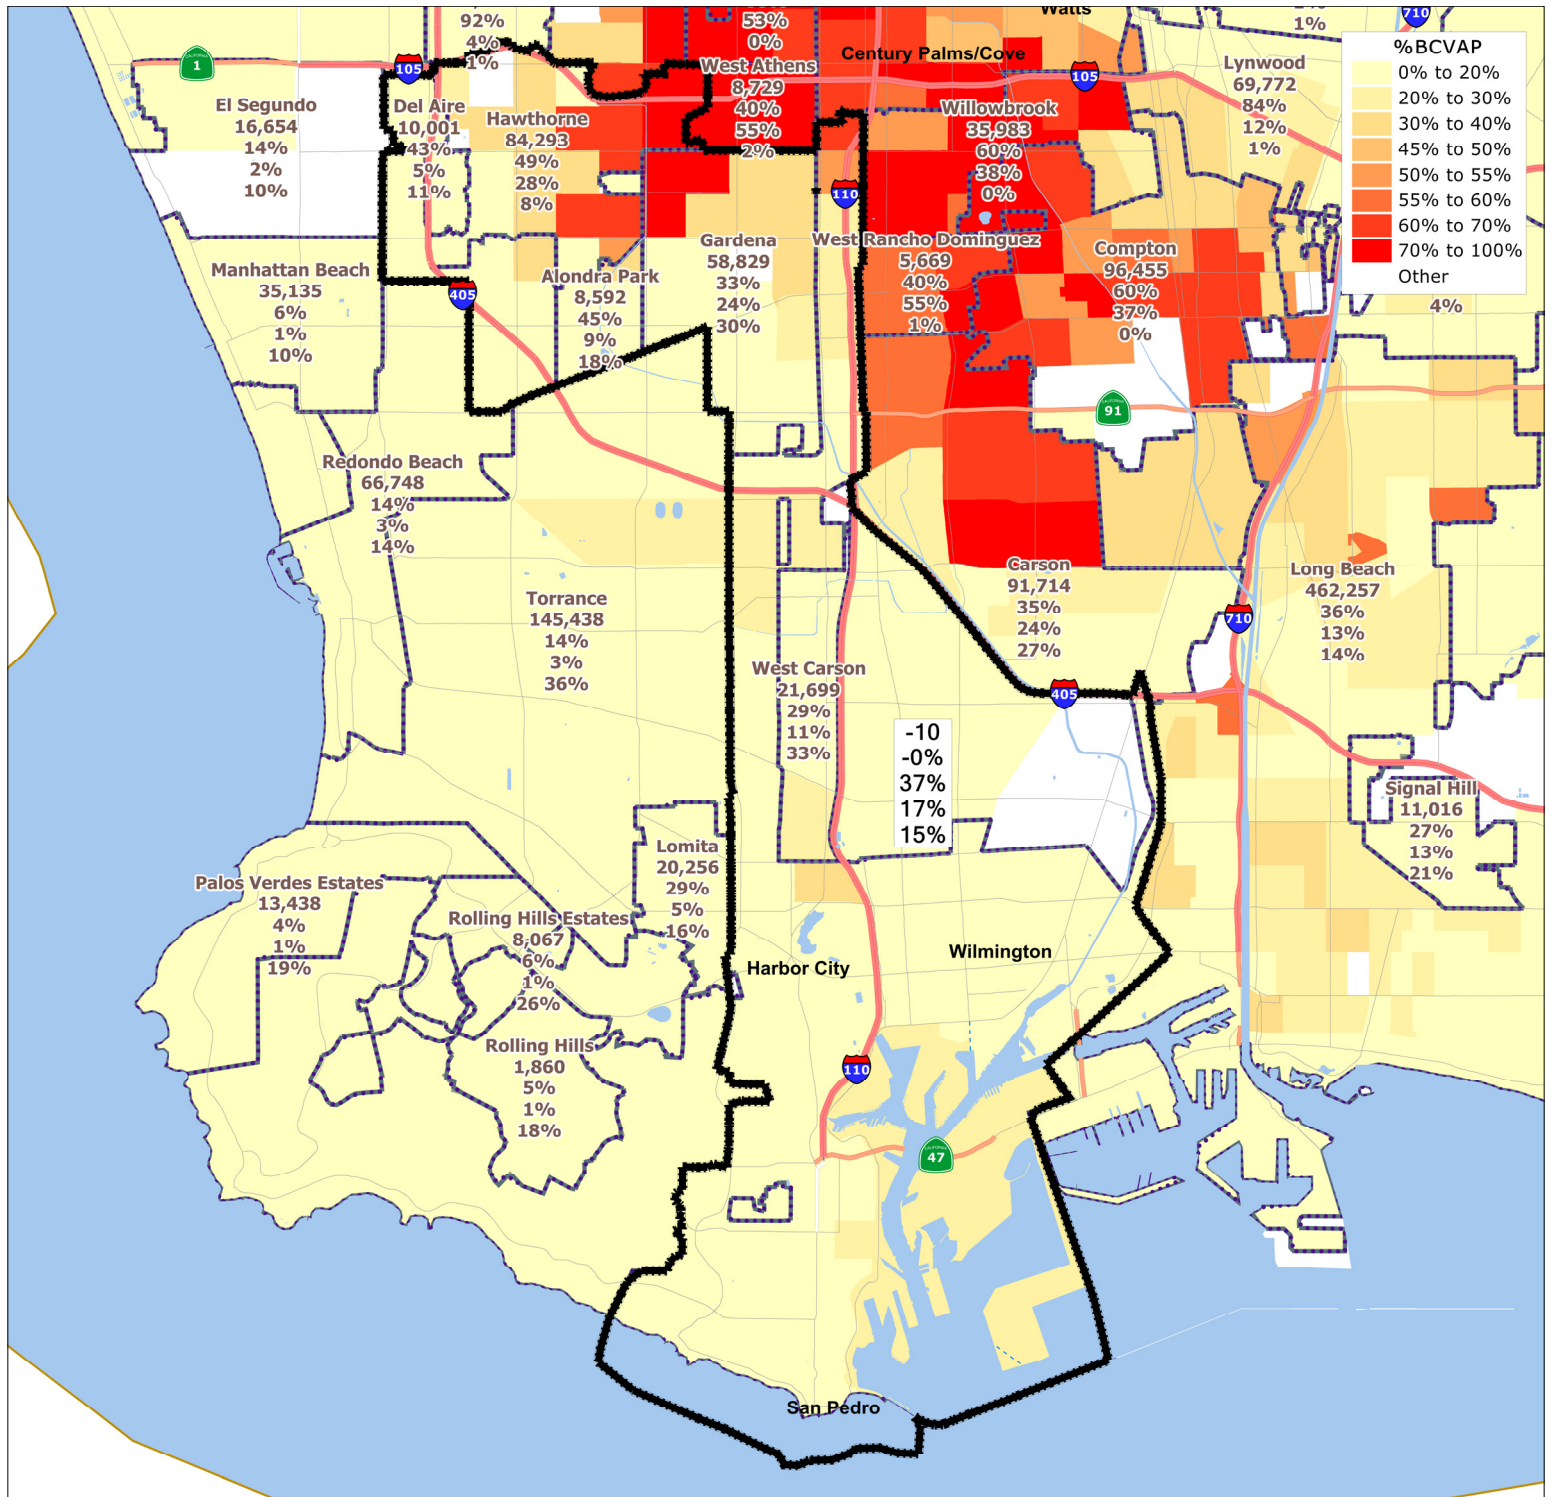 92%
4%
1%
53%
0%
Watts
1%
710
CALIFORNIA
1
105
Century Palms/Cove
105
%BCVAP
0% to 20%
20% to 30%
30% to 40%
45% to 50%
50% to 55%
55% to 60%
60% to 70%
70% to 100%
Other
4%
El Segundo
16,654
14%
2%
10%
Del Aire
10,001
43%
5%
11%
Hawthorne
84,293
49%
28%
8%
West Athens
8,729
40%
55%
2%
Willowbrook
35,983
60%
38%
0%
Lynwood
69,772
84%
12%
1%
110
Manhattan Beach
35,135
6%
1%
10%
405
Alondra Park
8,592
45%
9%
18%
Gardena
58,829
33%
24%
30%
West Rancho Dominguez
5,669
40%
55%
1%
Compton
96,455
60%
37%
0%
CALIFORNIA
91
Redondo Beach
66,748
14%
3%
14%
Torrance
145,438
14%
3%
36%
Carson
91,714
35%
24%
27%
Long Beach
462,257
36%
13%
14%
710
405
West Carson
21,699
29%
11%
33%
-10
-0%
37%
17%
15%
Signal Hill
11,016
27%
13%
21%
Lomita
20,256
29%
5%
16%
Palos Verdes Estates
13,438
4%
1%
19%
Rolling Hills Estates
8,067
6%
1%
26%
Harbor City
Wilmington
Rolling Hills
1,860
5%
1%
18%
110
CALIFORNIA
47
San Pedro